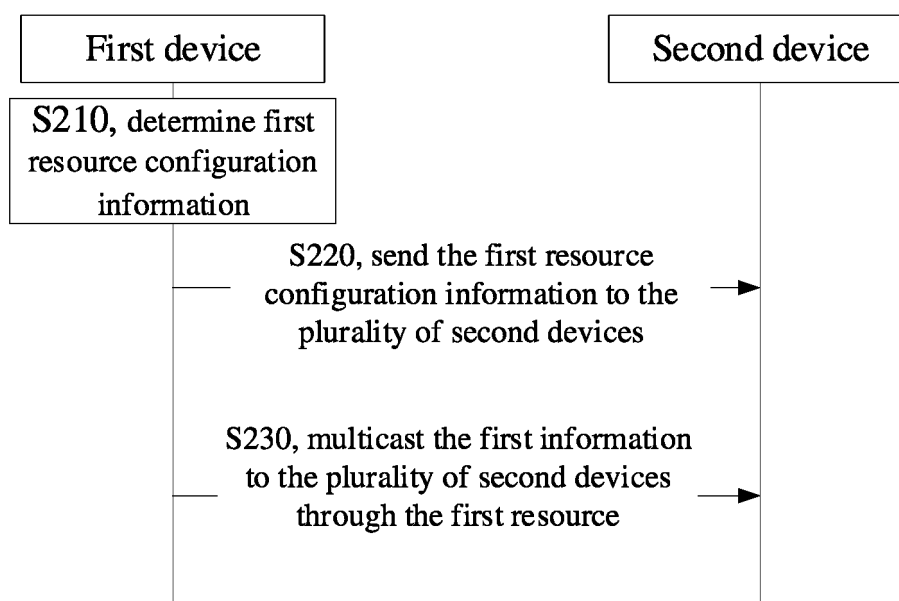 First device
Second device
S210, determine first
resource configuration
information
S220, send the first resource
configuration information to the
plurality of second devices
S230, multicast the first information
to the plurality of second devices
through the first resource